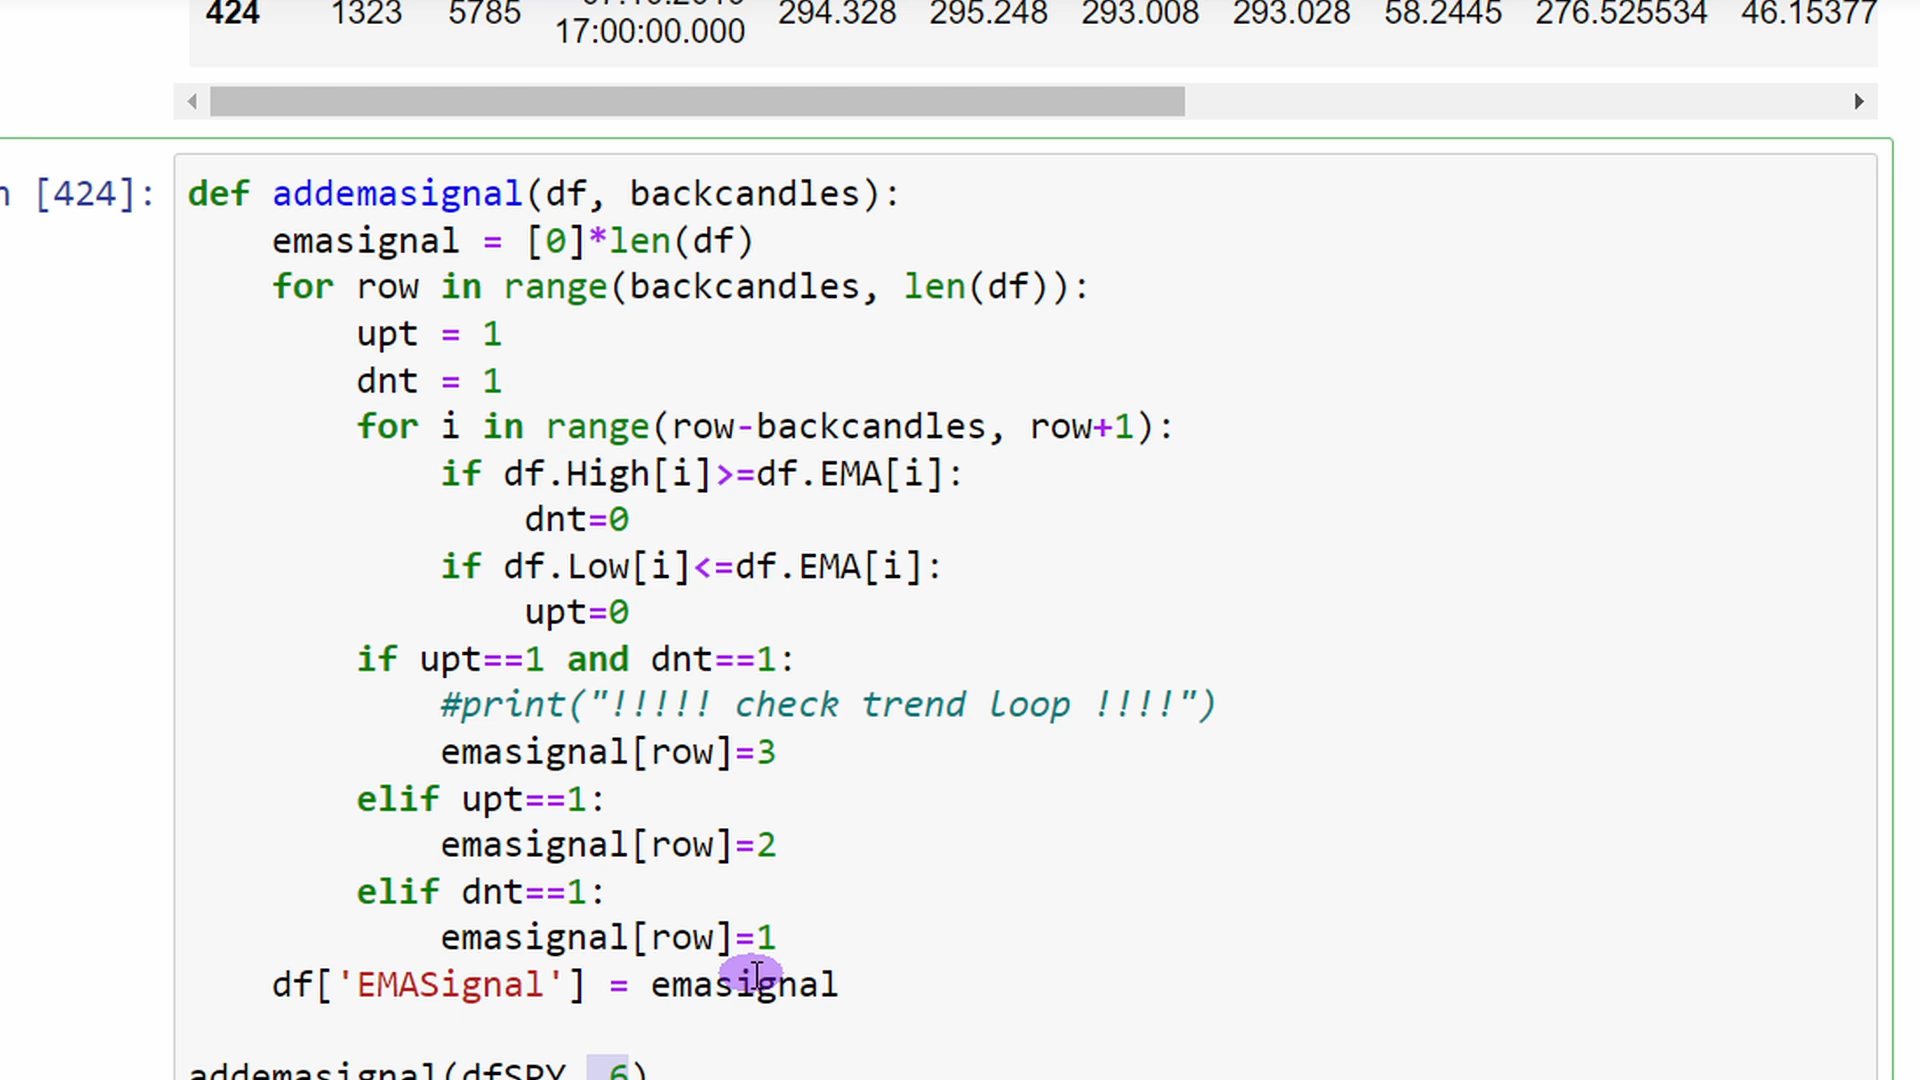 424 1323 5785 17:00:00.000 294.328 295.248 293.008 293.028 58.2445 276.525534 46.15377
[424]:
def addemasignal(df, backcandles):
    emasignal = [0]*len(df)
    for row in range(backcandles, len(df)):
        upt = 1
        dnt = 1
        for i in range(row-backcandles, row+1):
            if df.High[i]>=df.EMA[i]:
                dnt=0
            if df.Low[i]<=df.EMA[i]:
                upt=0
        if upt==1 and dnt==1:
            #print("!!!!! check trend loop !!!!")
            emasignal[row]=3
        elif upt==1:
            emasignal[row]=2
        elif dnt==1:
            emasignal[row]=1
    df['EMASignal'] = emasignal
addemasignal(dfSPY, 6)